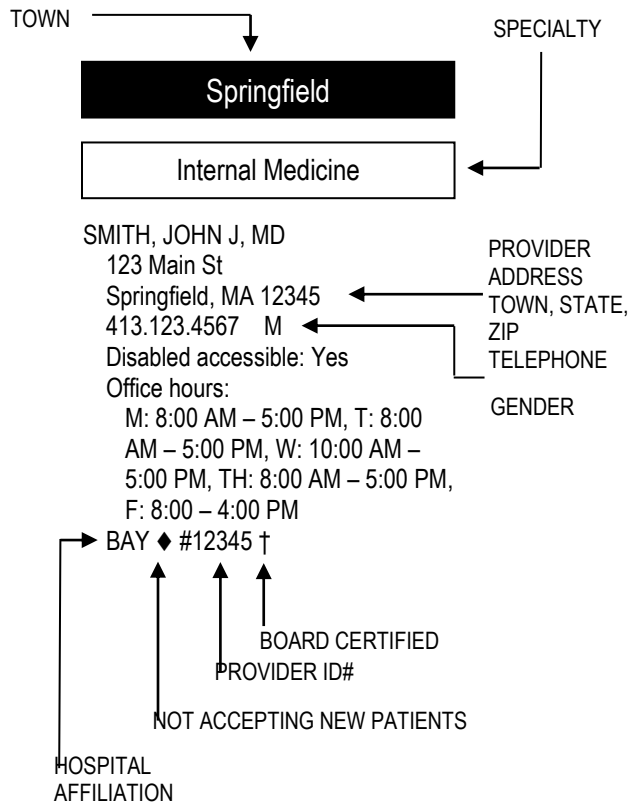 TOWN
SPECIALTY
Springfield
Internal Medicine
SMITH, JOHN J, MD
123 Main St
Springfield, MA 12345
413.123.4567 M
Disabled accessible: Yes
Office hours:
M: 8:00 AM – 5:00 PM, T: 8:00
AM – 5:00 PM, W: 10:00 AM –
5:00 PM, TH: 8:00 AM – 5:00 PM,
F: 8:00 – 4:00 PM
BAY ♦ #12345 †
PROVIDER
ADDRESS
TOWN, STATE,
ZIP
TELEPHONE
GENDER
BOARD CERTIFIED
PROVIDER ID#
NOT ACCEPTING NEW PATIENTS
HOSPITAL
AFFILIATION